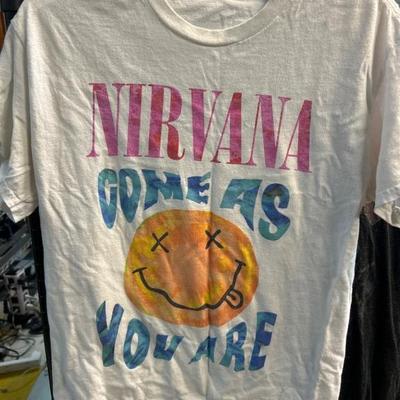 NIRVANA
COME AS
YOU ARE